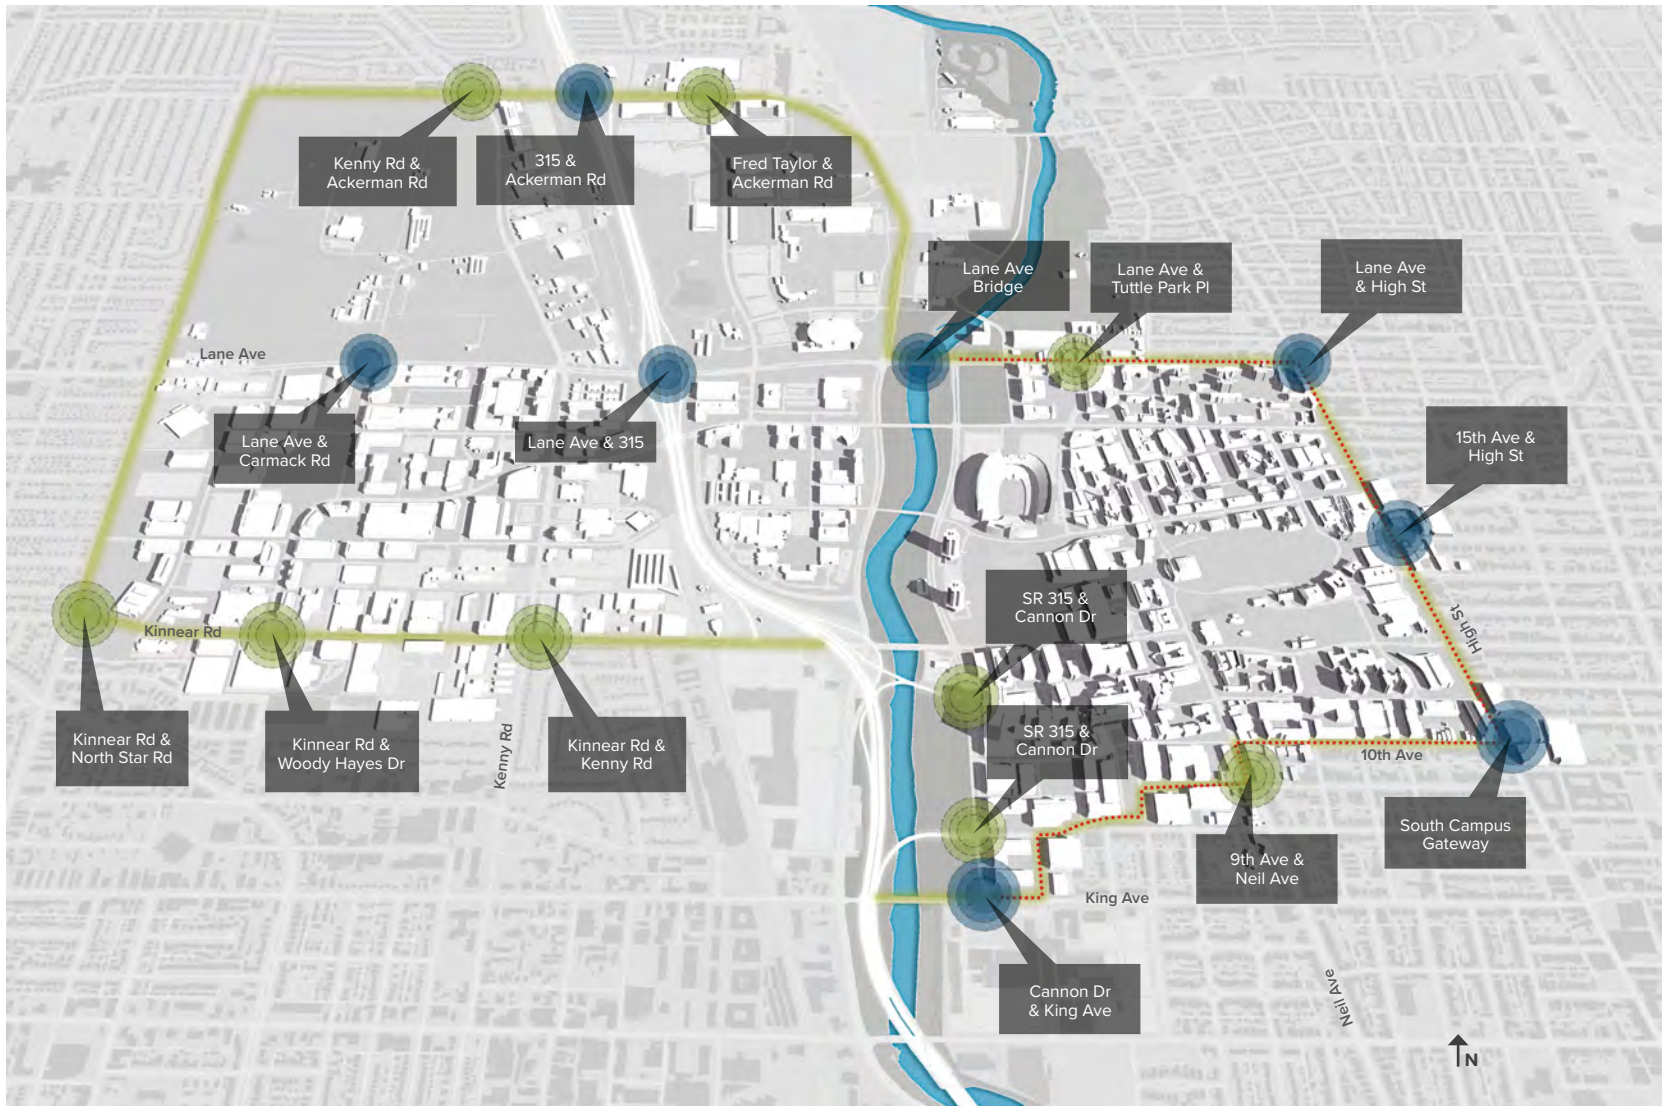 Kenny Rd &
Ackerman Rd
315 &
Ackerman Rd
Fred Taylor &
Ackerman Rd
Lane Ave
Bridge
Lane Ave &
Tuttle Park Pl
Lane Ave
& High St
Lane Ave
Lane Ave &
Carmack Rd
Lane Ave & 315
15th Ave &
High St
SR 315 &
Cannon Dr
High St
Kinnear Rd
Kinnear Rd &
North Star Rd
Kinnear Rd &
Woody Hayes Dr
Kenny Rd
Kinnear Rd &
Kenny Rd
SR 315 &
Cannon Dr
10th Ave
South Campus
Gateway
9th Ave &
Neil Ave
King Ave
Cannon Dr
& King Ave
Neil Ave
N